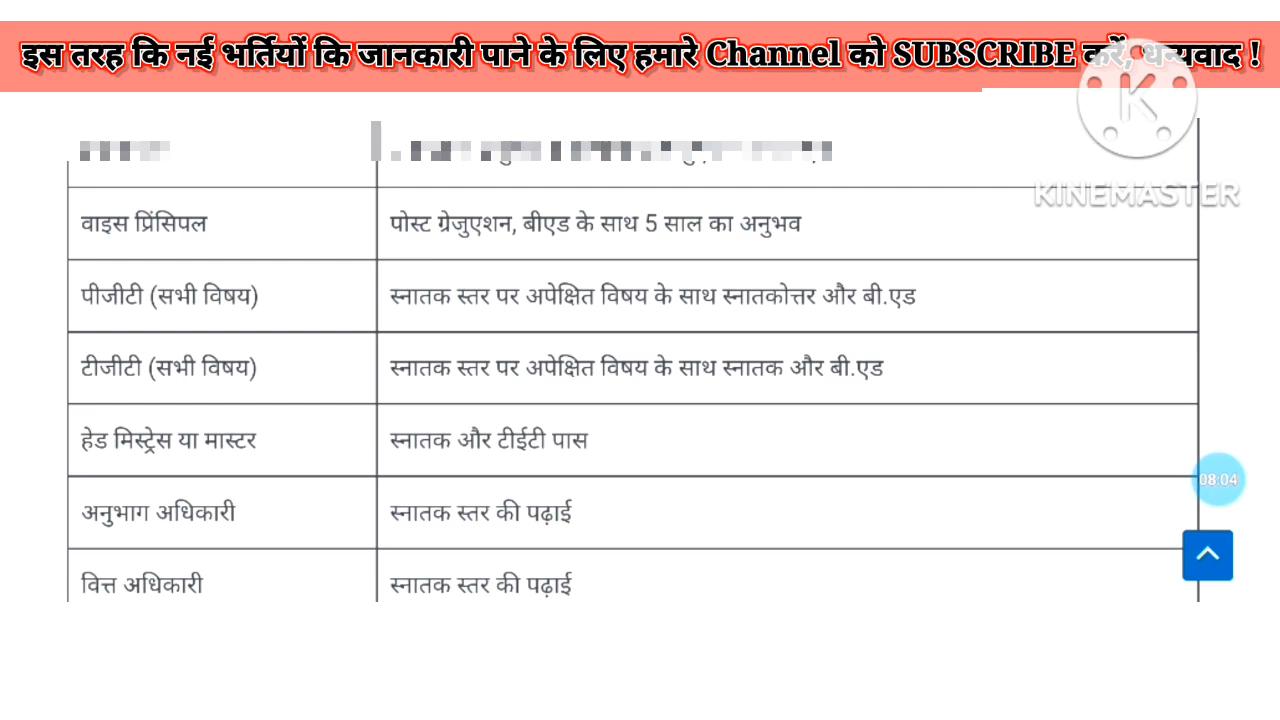 इस तरह कि नई भर्तियों कि जानकारी पाने के लिए हमारे Channel को SUBSCRIBE करें, धन्यवाद !
KINEMASTER
वाइस प्रिंसिपल पोस्ट ग्रेजुएशन, बीएड के साथ 5 साल का अनुभव
पीजीटी (सभी विषय) स्नातक स्तर पर अपेक्षित विषय के साथ स्नातकोत्तर और बी.एड
टीजीटी (सभी विषय) स्नातक स्तर पर अपेक्षित विषय के साथ स्नातक और बी.एड
हेड मिस्ट्रेस या मास्टर स्नातक और टीईटी पास
08:04
अनुभाग अधिकारी स्नातक स्तर की पढ़ाई
वित्त अधिकारी स्नातक स्तर की पढ़ाई